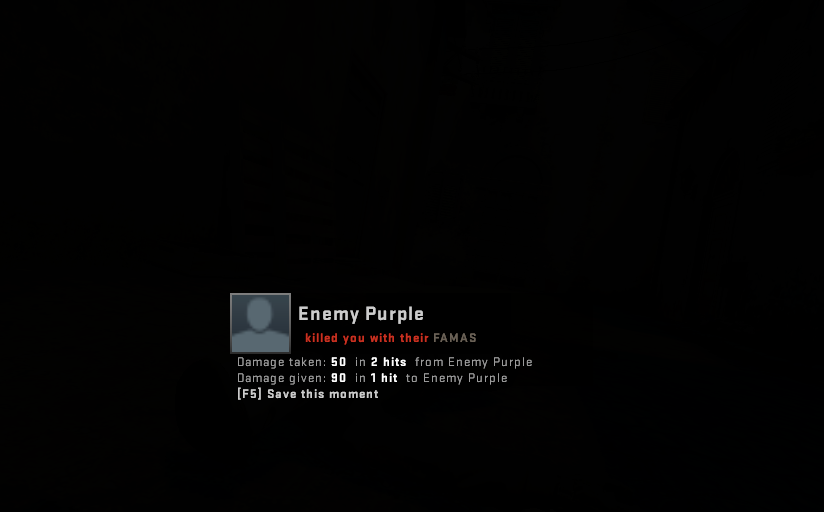 Enemy Purple
killed you with their FAMAS
Damage taken: 50 in 2 hits from Enemy Purple
Damage given: 90 in 1 hit to Enemy Purple
[F5] Save this moment